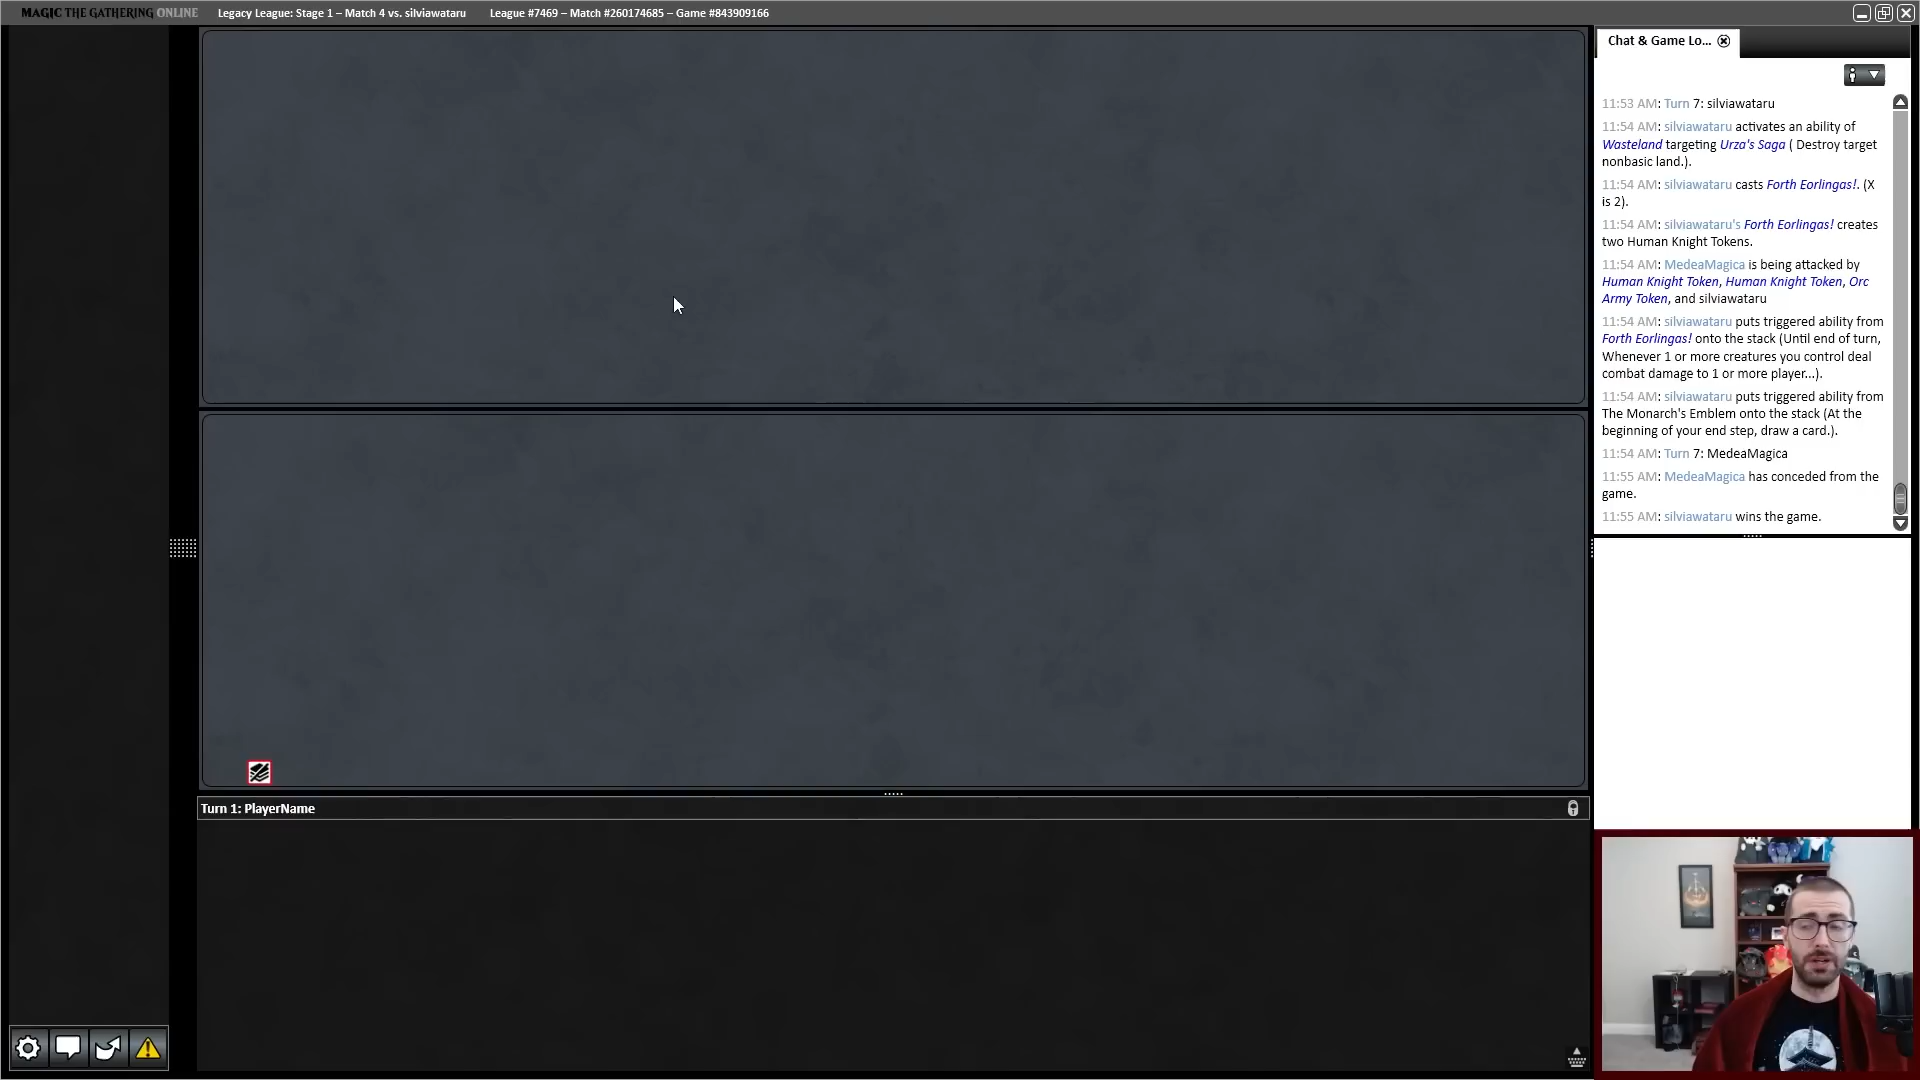 MAGIC THE GATHERING ONLINE
Legacy League: Stage 1 – Match 4 vs. silviawataru
League #7469 – Match #260174685 – Game #843909166
Chat & Game Lo...
11:53 AM: Turn 7: silviawataru
11:54 AM: silviawataru activates an ability of
Wasteland targeting Urza's Saga ( Destroy target
nonbasic land.).
11:54 AM: silviawataru casts Forth Eorlingas!. (X
is 2).
11:54 AM: silviawataru's Forth Eorlingas! creates
two Human Knight Tokens.
11:54 AM: MedeaMagica is being attacked by
Human Knight Token, Human Knight Token, Orc
Army Token, and silviawataru
11:54 AM: silviawataru puts triggered ability from
Forth Eorlingas! onto the stack (Until end of turn,
Whenever 1 or more creatures you control deal
combat damage to 1 or more player...).
11:54 AM: silviawataru puts triggered ability from
The Monarch's Emblem onto the stack (At the
beginning of your end step, draw a card.).
11:54 AM: Turn 7: MedeaMagica
11:55 AM: MedeaMagica has conceded from the
game.
11:55 AM: silviawataru wins the game.
Turn 1: PlayerName